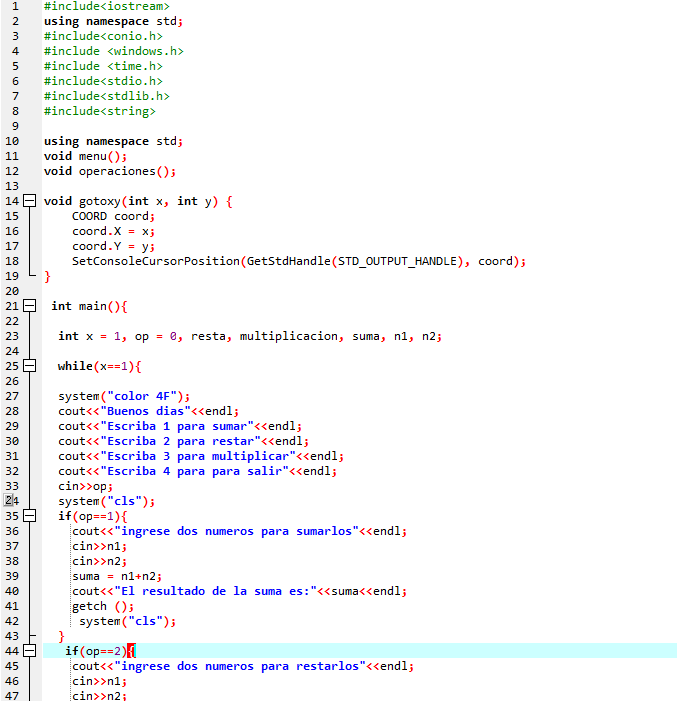 1 #include<iostream>
2 using namespace std;
3 #include<conio.h>
4 #include <windows.h>
5 #include <time.h>
6 #include<stdio.h>
7 #include<stdlib.h>
8 #include<string>
9
10 using namespace std;
11 void menu();
12 void operaciones();
13
14 void gotoxy(int x, int y) {
15 COORD coord;
16 coord.X = x;
17 coord.Y = y;
18 SetConsoleCursorPosition(GetStdHandle(STD_OUTPUT_HANDLE), coord);
19 }
20
21 int main(){
22
23 int x = 1, op = 0, resta, multiplicacion, suma, n1, n2;
24
25 while(x==1){
26
27 system("color 4F");
28 cout<<"Buenos dias"<<endl;
29 cout<<"Escriba 1 para sumar"<<endl;
30 cout<<"Escriba 2 para restar"<<endl;
31 cout<<"Escriba 3 para multiplicar"<<endl;
32 cout<<"Escriba 4 para para salir"<<endl;
33 cin>>op;
24 system("cls");
35 if(op==1){
36 cout<<"ingrese dos numeros para sumarlos"<<endl;
37 cin>>n1;
38 cin>>n2;
39 suma = n1+n2;
40 cout<<"El resultado de la suma es:"<<suma<<endl;
41 getch ();
42 system("cls");
43 }
44 if(op==2){
45 cout<<"ingrese dos numeros para restarlos"<<endl;
46 cin>>n1;
47 cin>>n2;